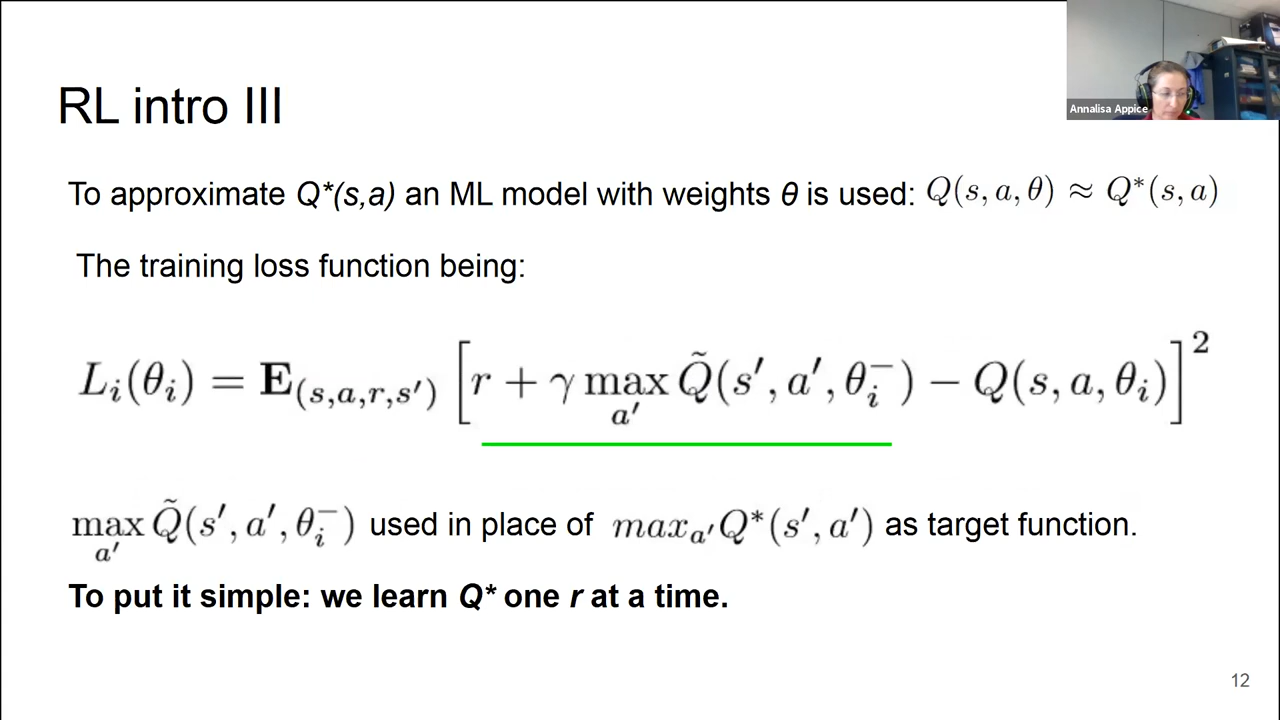 RL intro III
Annalisa Appice
To approximate Q*(s,a) an ML model with weights θ is used: Q(s, a, θ) ≈ Q*(s, a)
The training loss function being:
L_i(θ_i) = E_(s,a,r,s′) [r + γ max_a′ Q̃(s′, a′, θ_i^−) − Q(s, a, θ_i)]^2
max_a′ Q̃(s′, a′, θ_i^−) used in place of max_a′ Q*(s′, a′) as target function.
To put it simple: we learn Q* one r at a time.
12